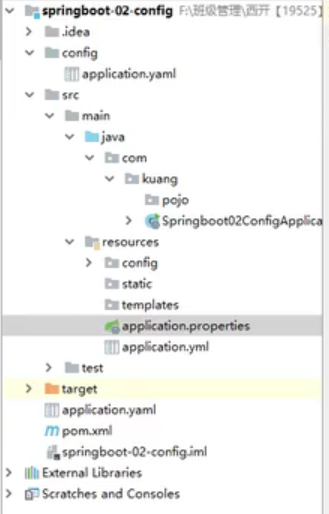 springboot-02-config F:\班级管理\西开【19525】
.idea
config
application.yaml
src
main
java
com
kuang
pojo
Springboot02ConfigApplica
resources
config
static
templates
application.properties
application.yml
test
target
application.yaml
pom.xml
springboot-02-config.iml
External Libraries
Scratches and Consoles